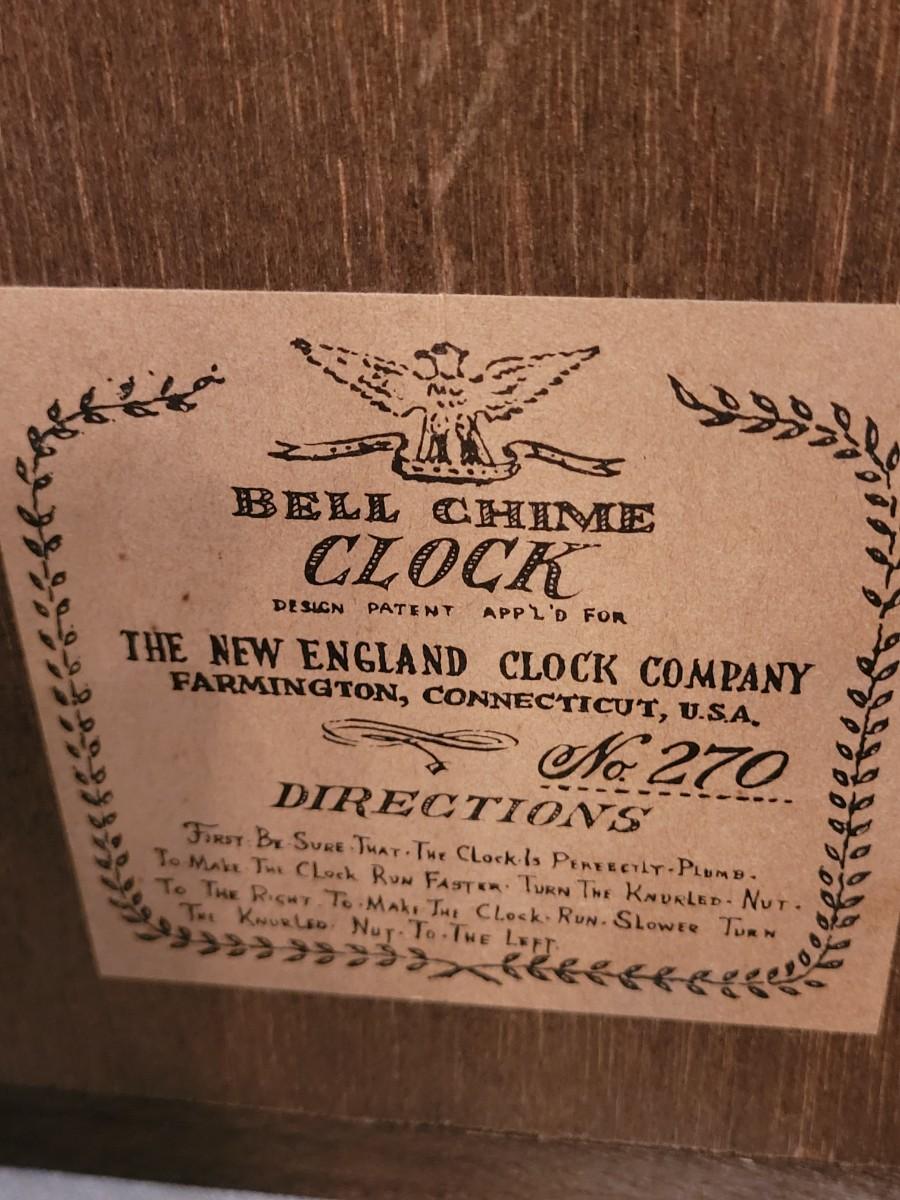 BELL CHIME
CLOCK
DESIGN PATENT APP'L'D FOR
THE NEW ENGLAND CLOCK COMPANY
FARMINGTON, CONNECTICUT, U.S.A.
No. 270
DIRECTIONS
FIRST·BE·SURE·THAT·THE CLOCK·IS PERFECTLY·PLUMB.
TO·MAKE THE CLOCK RUN FASTER· TURN THE KNURLED· NUT·
TO THE RIGHT·TO·MAKE THE CLOCK·RUN·SLOWER TURN
THE KNURLED· NUT·TO·THE LEFT.